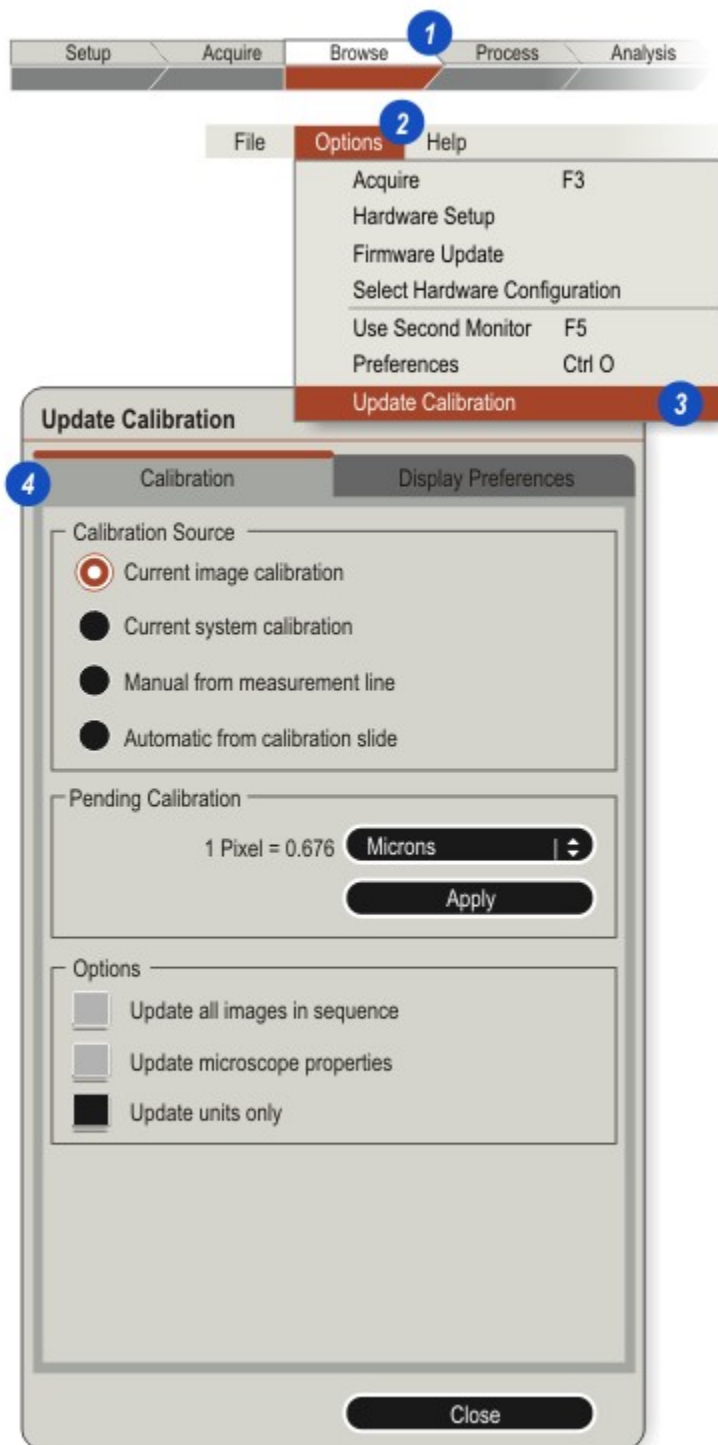 1
Setup Acquire Browse Process Analysis
2
File Options Help
Acquire F3
Hardware Setup
Firmware Update
Select Hardware Configuration
Use Second Monitor F5
Preferences Ctrl O
Update Calibration 3
Update Calibration
4 Calibration Display Preferences
Calibration Source
Current image calibration
Current system calibration
Manual from measurement line
Automatic from calibration slide
Pending Calibration
1 Pixel = 0.676 Microns
Apply
Options
Update all images in sequence
Update microscope properties
Update units only
Close